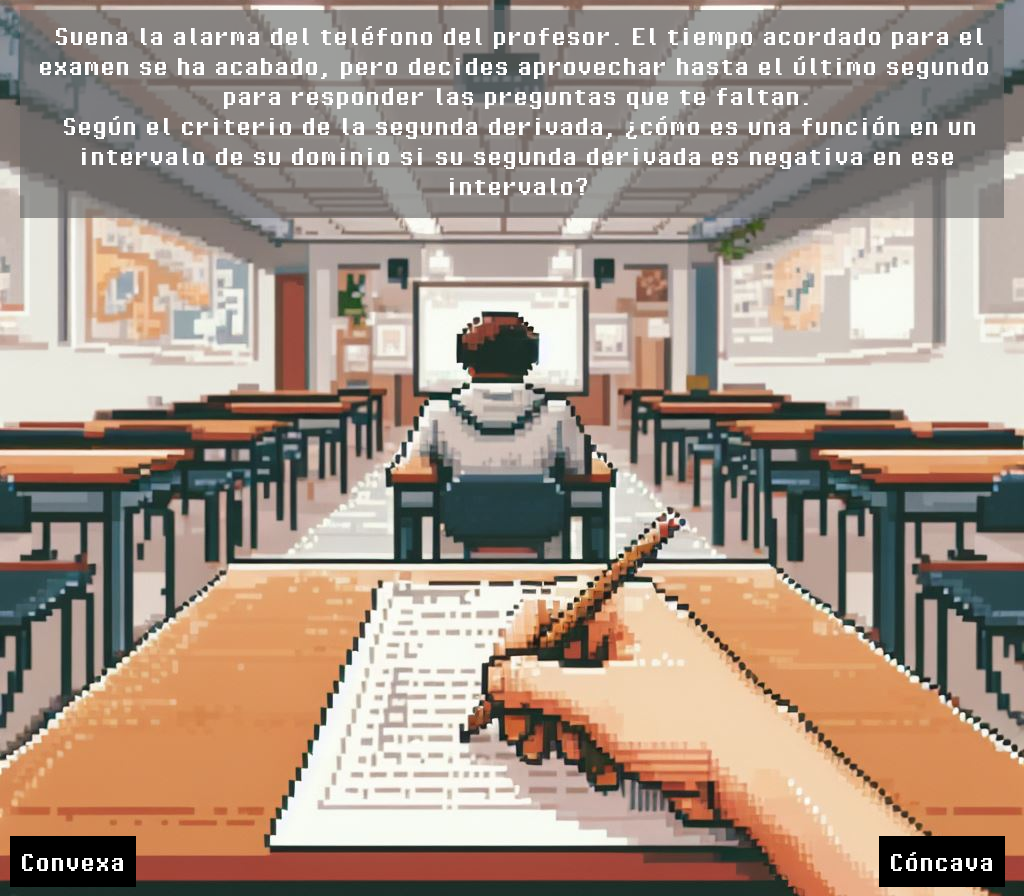 Suena la alarma del teléfono del profesor. El tiempo acordado para el
examen se ha acabado, pero decides aprovechar hasta el último segundo
para responder las preguntas que te faltan.
Según el criterio de la segunda derivada, ¿cómo es una función en un
intervalo de su dominio si su segunda derivada es negativa en ese
intervalo?
Convexa
Cóncava